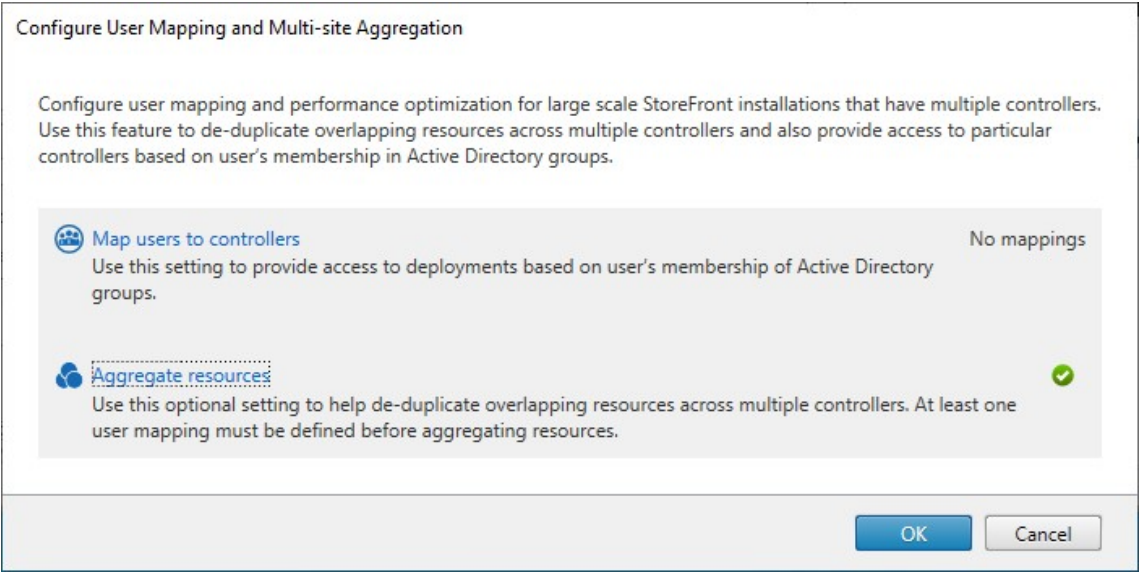 Configure User Mapping and Multi-site Aggregation
Configure user mapping and performance optimization for large scale StoreFront installations that have multiple controllers.
Use this feature to de-duplicate overlapping resources across multiple controllers and also provide access to particular
controllers based on user's membership in Active Directory groups.
Map users to controllers
No mappings
Use this setting to provide access to deployments based on user's membership of Active Directory
groups.
Aggregate resources
Use this optional setting to help de-duplicate overlapping resources across multiple controllers. At least one
user mapping must be defined before aggregating resources.
OK
Cancel